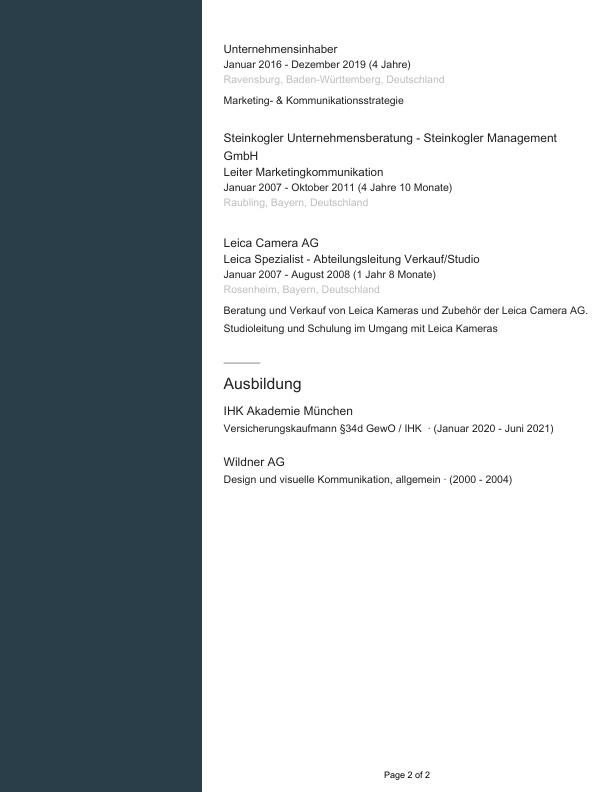 Unternehmensinhaber
Januar 2016 - Dezember 2019 (4 Jahre)
Ravensburg, Baden-Württemberg, Deutschland
Marketing- & Kommunikationsstrategie
Steinkogler Unternehmensberatung - Steinkogler Management
GmbH
Leiter Marketingkommunikation
Januar 2007 - Oktober 2011 (4 Jahre 10 Monate)
Raubling, Bayern, Deutschland
Leica Camera AG
Leica Spezialist - Abteilungsleitung Verkauf/Studio
Januar 2007 - August 2008 (1 Jahr 8 Monate)
Rosenheim, Bayern, Deutschland
Beratung und Verkauf von Leica Kameras und Zubehör der Leica Camera AG.
Studioleitung und Schulung im Umgang mit Leica Kameras
Ausbildung
IHK Akademie München
Versicherungskaufmann §34d GewO / IHK · (Januar 2020 - Juni 2021)
Wildner AG
Design und visuelle Kommunikation, allgemein · (2000 - 2004)
Page 2 of 2